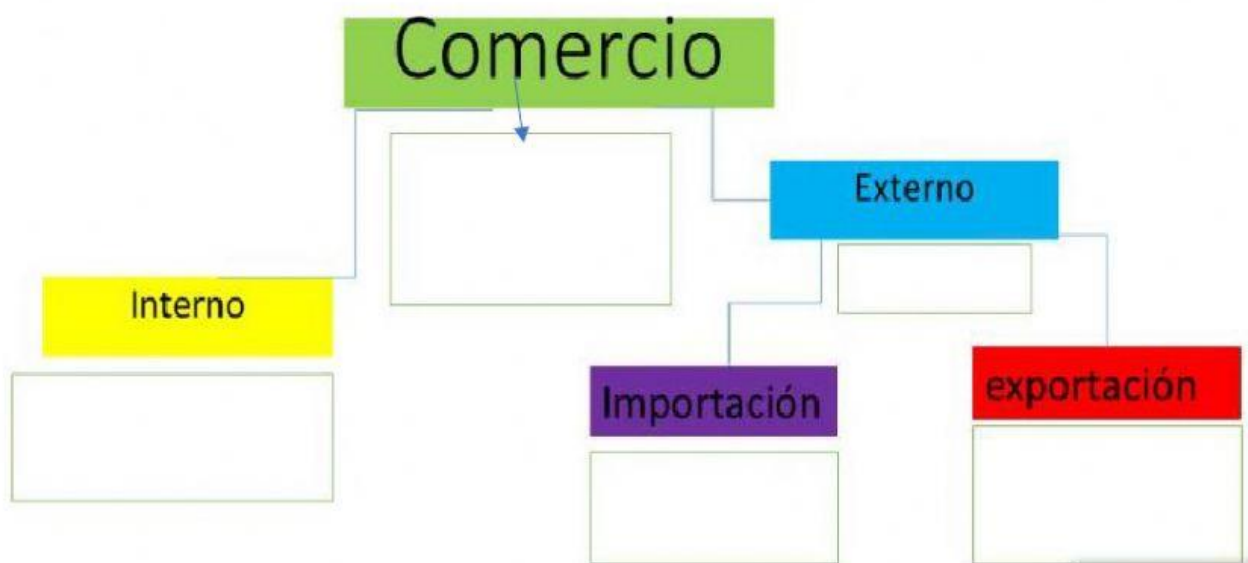 Comercio
Externo
Interno
Importación
exportación